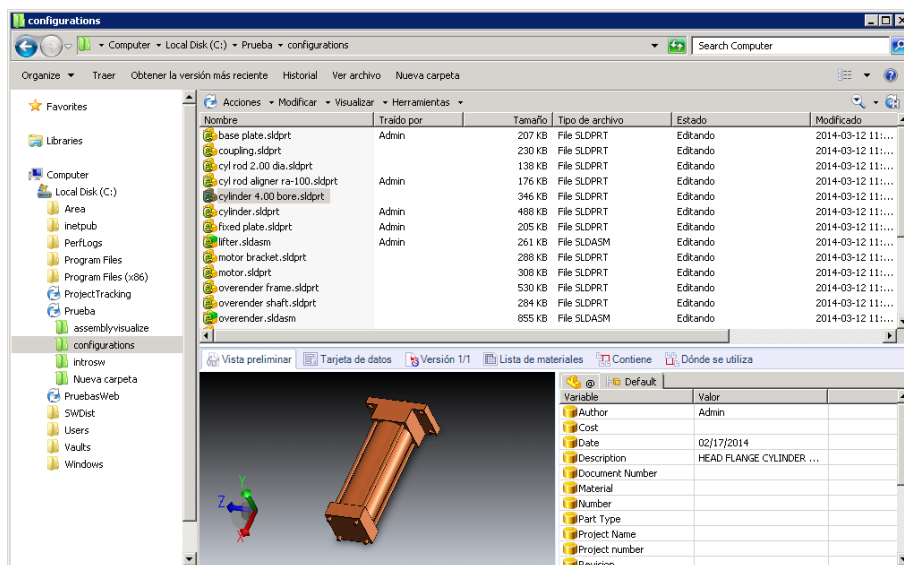 configurations
Computer Local Disk (C:) Prueba configurations Search Computer
Organize Traer Obtener la versión más reciente Historial Ver archivo Nueva carpeta
Favorites
Libraries
Computer
Local Disk (C:)
Area
inetpub
PerfLogs
Program Files
Program Files (x86)
ProjectTracking
Prueba
assemblyvisualize
configurations
introsw
Nueva carpeta
PruebasWeb
SWDist
Users
Vaults
Windows
Acciones Modificar Visualizar Herramientas
Nombre Traído por Tamaño Tipo de archivo Estado Modificado
base plate.sldprt Admin 207 KB File SLDPRT Editando 2014-03-12 11:...
coupling.sldprt 230 KB File SLDPRT Editando 2014-03-12 11:...
cyl rod 2.00 dia.sldprt 138 KB File SLDPRT Editando 2014-03-12 11:...
cyl rod aligner ra-100.sldprt Admin 176 KB File SLDPRT Editando 2014-03-12 11:...
cylinder 4.00 bore.sldprt 346 KB File SLDPRT Editando 2014-03-12 11:...
cylinder.sldprt Admin 488 KB File SLDPRT Editando 2014-03-12 11:...
fixed plate.sldprt Admin 205 KB File SLDPRT Editando 2014-03-12 11:...
lifter.sldasm Admin 261 KB File SLDASM Editando 2014-03-12 11:...
motor bracket.sldprt 288 KB File SLDPRT Editando 2014-03-12 11:...
motor.sldprt 308 KB File SLDPRT Editando 2014-03-12 11:...
overender frame.sldprt 530 KB File SLDPRT Editando 2014-03-12 11:...
overender shaft.sldprt 284 KB File SLDPRT Editando 2014-03-12 11:...
overender.sldasm 855 KB File SLDASM Editando 2014-03-12 11:...
Vista preliminar Tarjeta de datos Versión 1/1 Lista de materiales Contiene Dónde se utiliza
Y
Z
X
@ Default
Variable Valor
Author Admin
Cost
Date 02/17/2014
Description HEAD FLANGE CYLINDER ...
Document Number
Material
Number
Part Type
Project Name
Project number
Revision